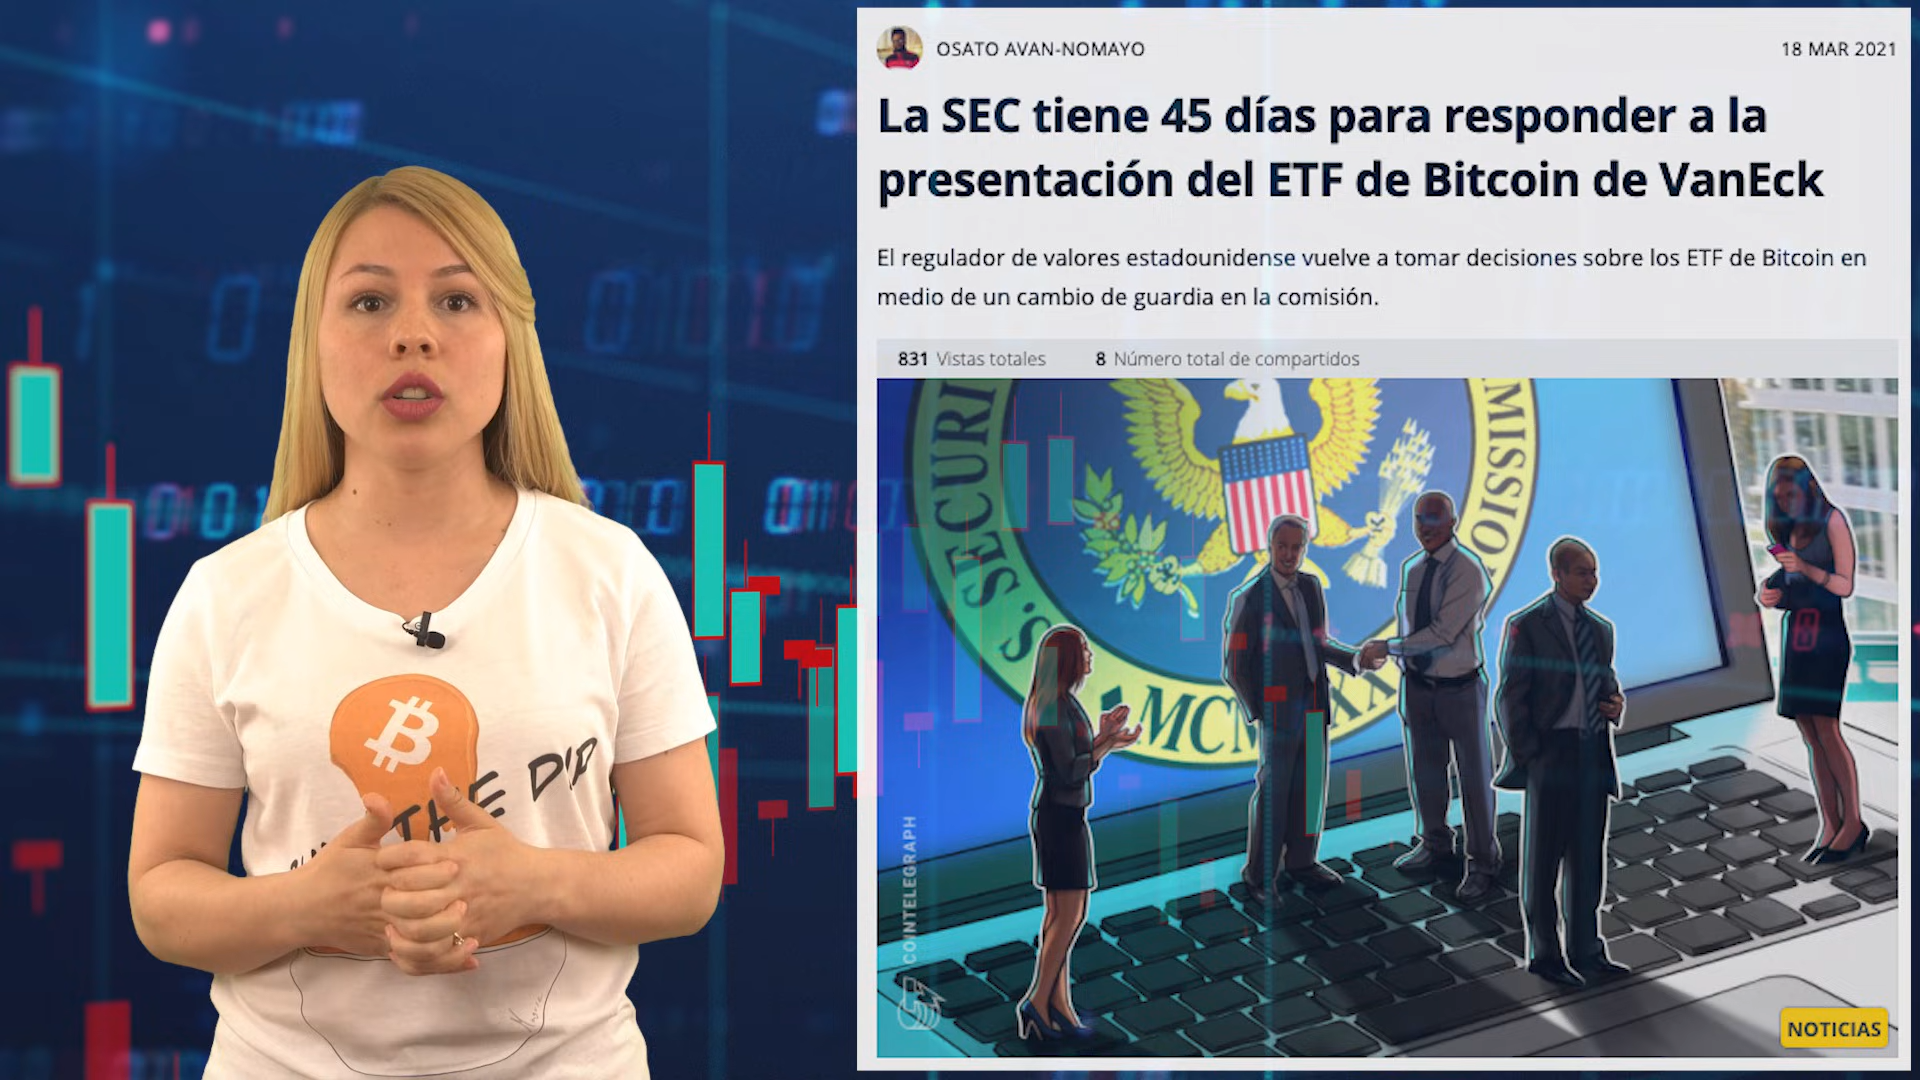 OSATO AVAN-NOMAYO
18 MAR 2021
La SEC tiene 45 días para responder a la
presentación del ETF de Bitcoin de VanEck
El regulador de valores estadounidense vuelve a tomar decisiones sobre los ETF de Bitcoin en
medio de un cambio de guardia en la comisión.
831 Vistas totales 8 Número total de compartidos
COINTELEGRAPH
NOTICIAS
THE DIP